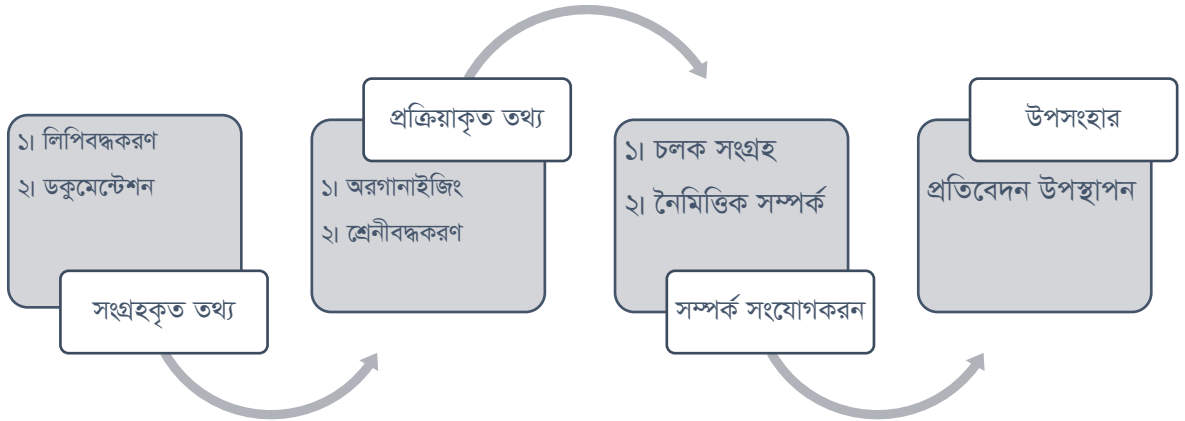 ১। লিপিবদ্ধকরণ
২। ডকুমেন্টেশন
সংগ্রহকৃত তথ্য
প্রক্রিয়াকৃত তথ্য
১। অরগানাইজিং
২। শ্রেনীবদ্ধকরণ
১। চলক সংগ্রহ
২। নৈমিত্তিক সম্পর্ক
সম্পর্ক সংযোগকরন
উপসংহার
প্রতিবেদন উপস্থাপন